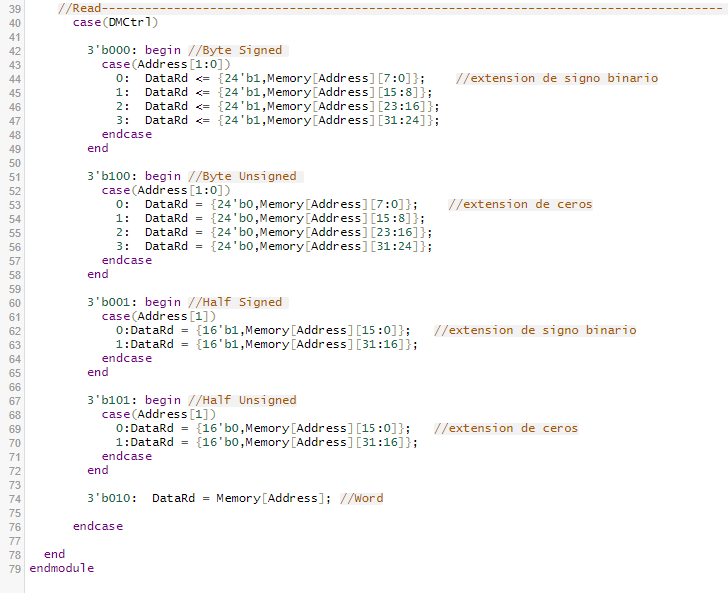 39 //Read--------------------------------------------------------------------------------------
40 case(DMCtrl)
41
42 3'b000: begin //Byte Signed
43 case(Address[1:0])
44 0:  DataRd <= {24'b1,Memory[Address][7:0]};    //extension de signo binario
45 1:  DataRd <= {24'b1,Memory[Address][15:8]};
46 2:  DataRd <= {24'b1,Memory[Address][23:16]};
47 3:  DataRd <= {24'b1,Memory[Address][31:24]};
48 endcase
49 end
50
51 3'b100: begin //Byte Unsigned
52 case(Address[1:0])
53 0:  DataRd = {24'b0,Memory[Address][7:0]};    //extension de ceros
54 1:  DataRd = {24'b0,Memory[Address][15:8]};
55 2:  DataRd = {24'b0,Memory[Address][23:16]};
56 3:  DataRd = {24'b0,Memory[Address][31:24]};
57 endcase
58 end
59
60 3'b001: begin //Half Signed
61 case(Address[1])
62 0:DataRd = {16'b1,Memory[Address][15:0]};   //extension de signo binario
63 1:DataRd = {16'b1,Memory[Address][31:16]};
64 endcase
65 end
66
67 3'b101: begin //Half Unsigned
68 case(Address[1])
69 0:DataRd = {16'b0,Memory[Address][15:0]};   //extension de ceros
70 1:DataRd = {16'b0,Memory[Address][31:16]};
71 endcase
72 end
73
74 3'b010:  DataRd = Memory[Address]; //Word
75
76 endcase
77
78 end
79 endmodule